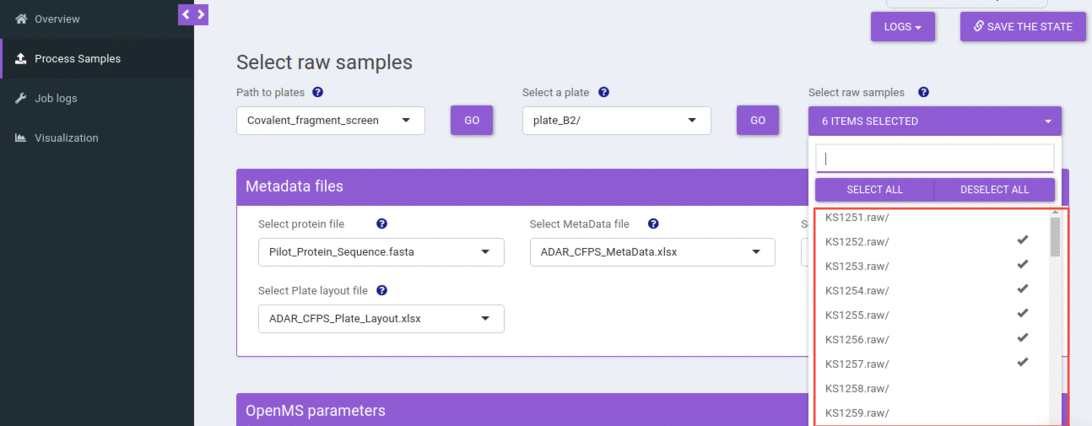 Overview
Process Samples
Job logs
Visualization
LOGS
SAVE THE STATE
Select raw samples
Path to plates
Select a plate
Select raw samples
Covalent_fragment_screen
GO
plate_B2/
GO
6 ITEMS SELECTED
SELECT ALL
DESELECT ALL
KS1251.raw/
KS1252.raw/
KS1253.raw/
KS1254.raw/
KS1255.raw/
KS1256.raw/
KS1257.raw/
KS1258.raw/
KS1259.raw/
Metadata files
Select protein file
Select MetaData file
Pilot_Protein_Sequence.fasta
ADAR_CFPS_MetaData.xlsx
Select Plate layout file
ADAR_CFPS_Plate_Layout.xlsx
OpenMS parameters